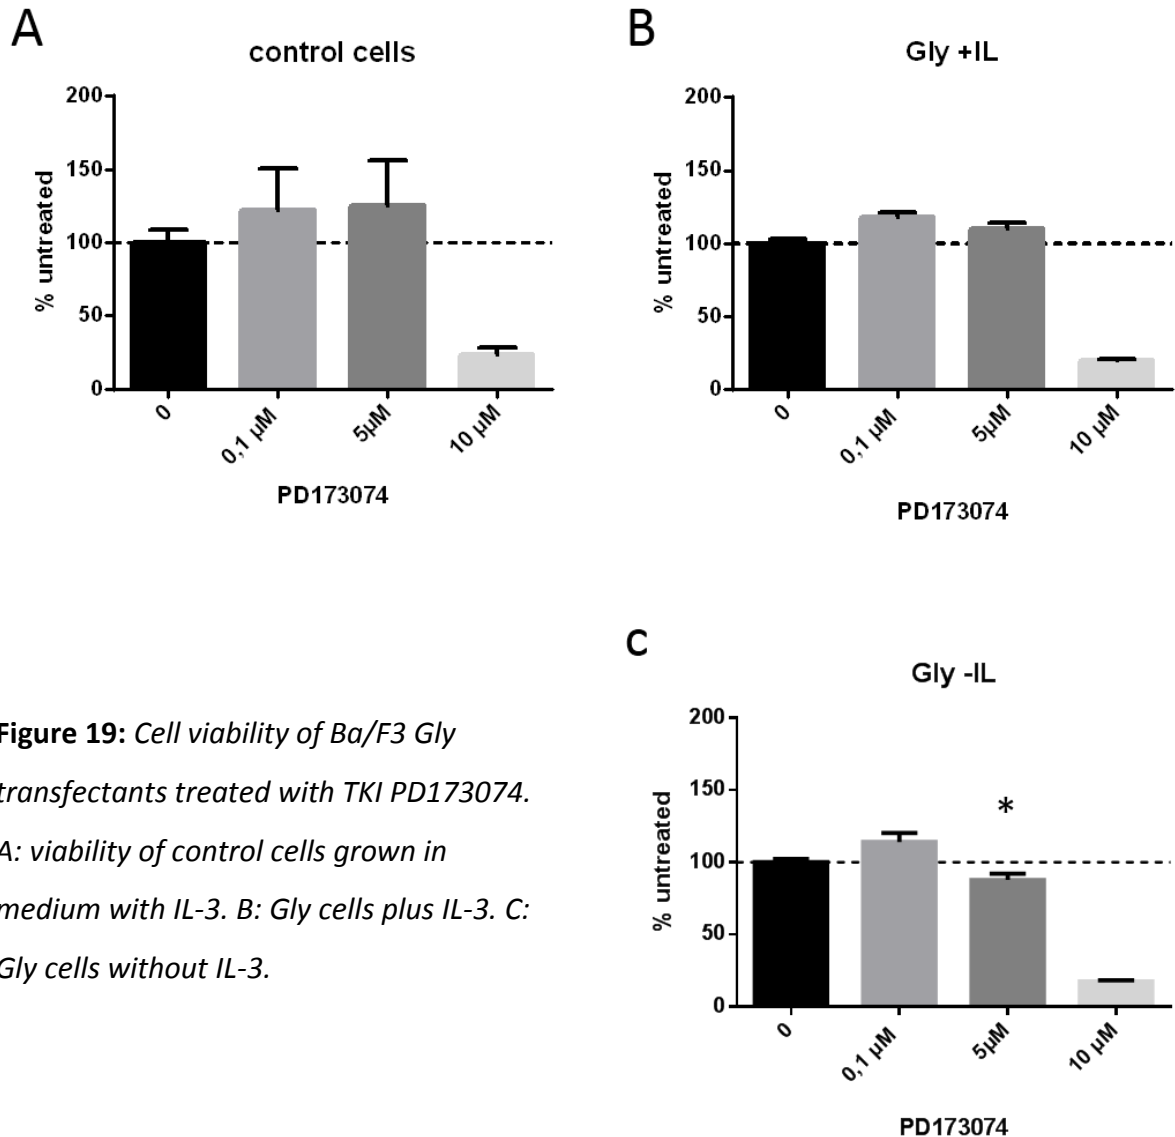 A
control cells
200
150
100
50
0
% untreated
0
0,1 µM
5µM
10 µM
PD173074
B
Gly +IL
200
150
100
50
0
% untreated
0
0,1 µM
5µM
10 µM
PD173074
C
Gly -IL
200
150
100
50
0
% untreated
*
0
0,1 µM
5µM
10 µM
PD173074
Figure 19: Cell viability of Ba/F3 Gly
transfectants treated with TKI PD173074.
A: viability of control cells grown in
medium with IL-3. B: Gly cells plus IL-3. C:
Gly cells without IL-3.